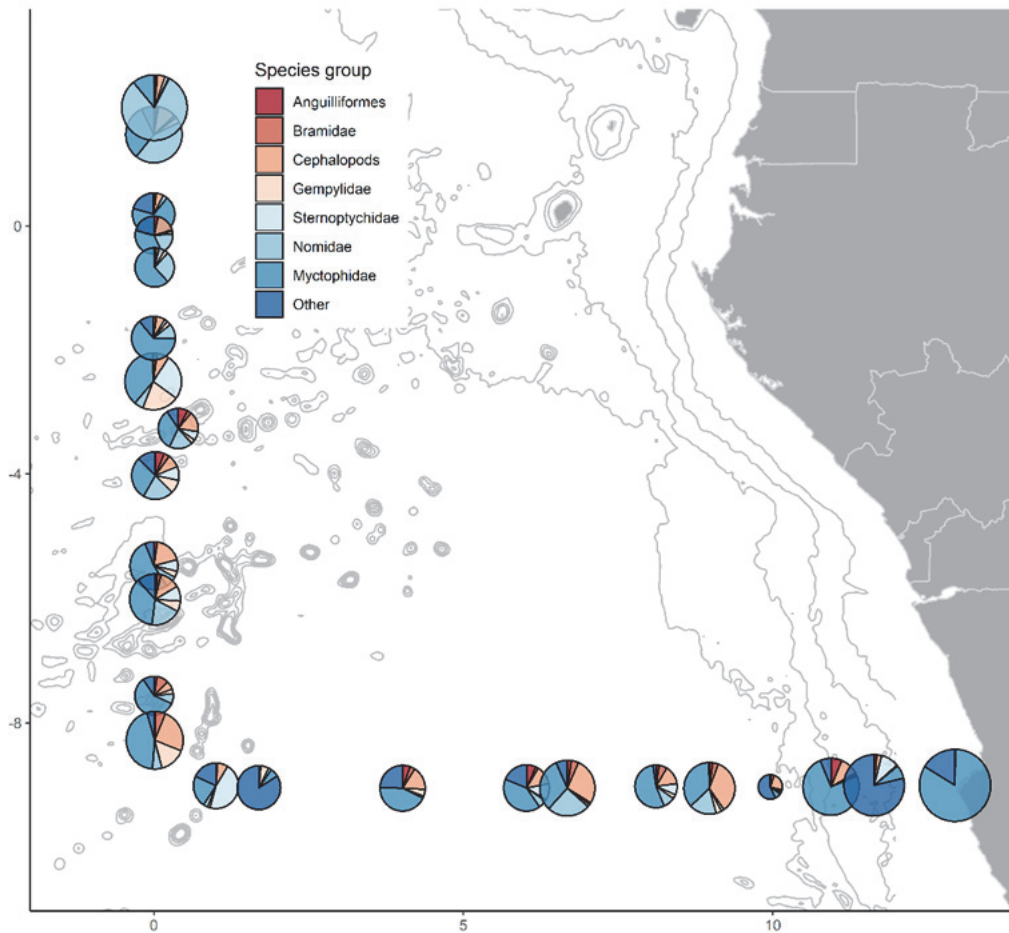 Species group
Anguilliformes
Bramidae
Cephalopods
Gempylidae
Sternoptychidae
Nomidae
Myctophidae
Other
0
-4
-8
0
5
10